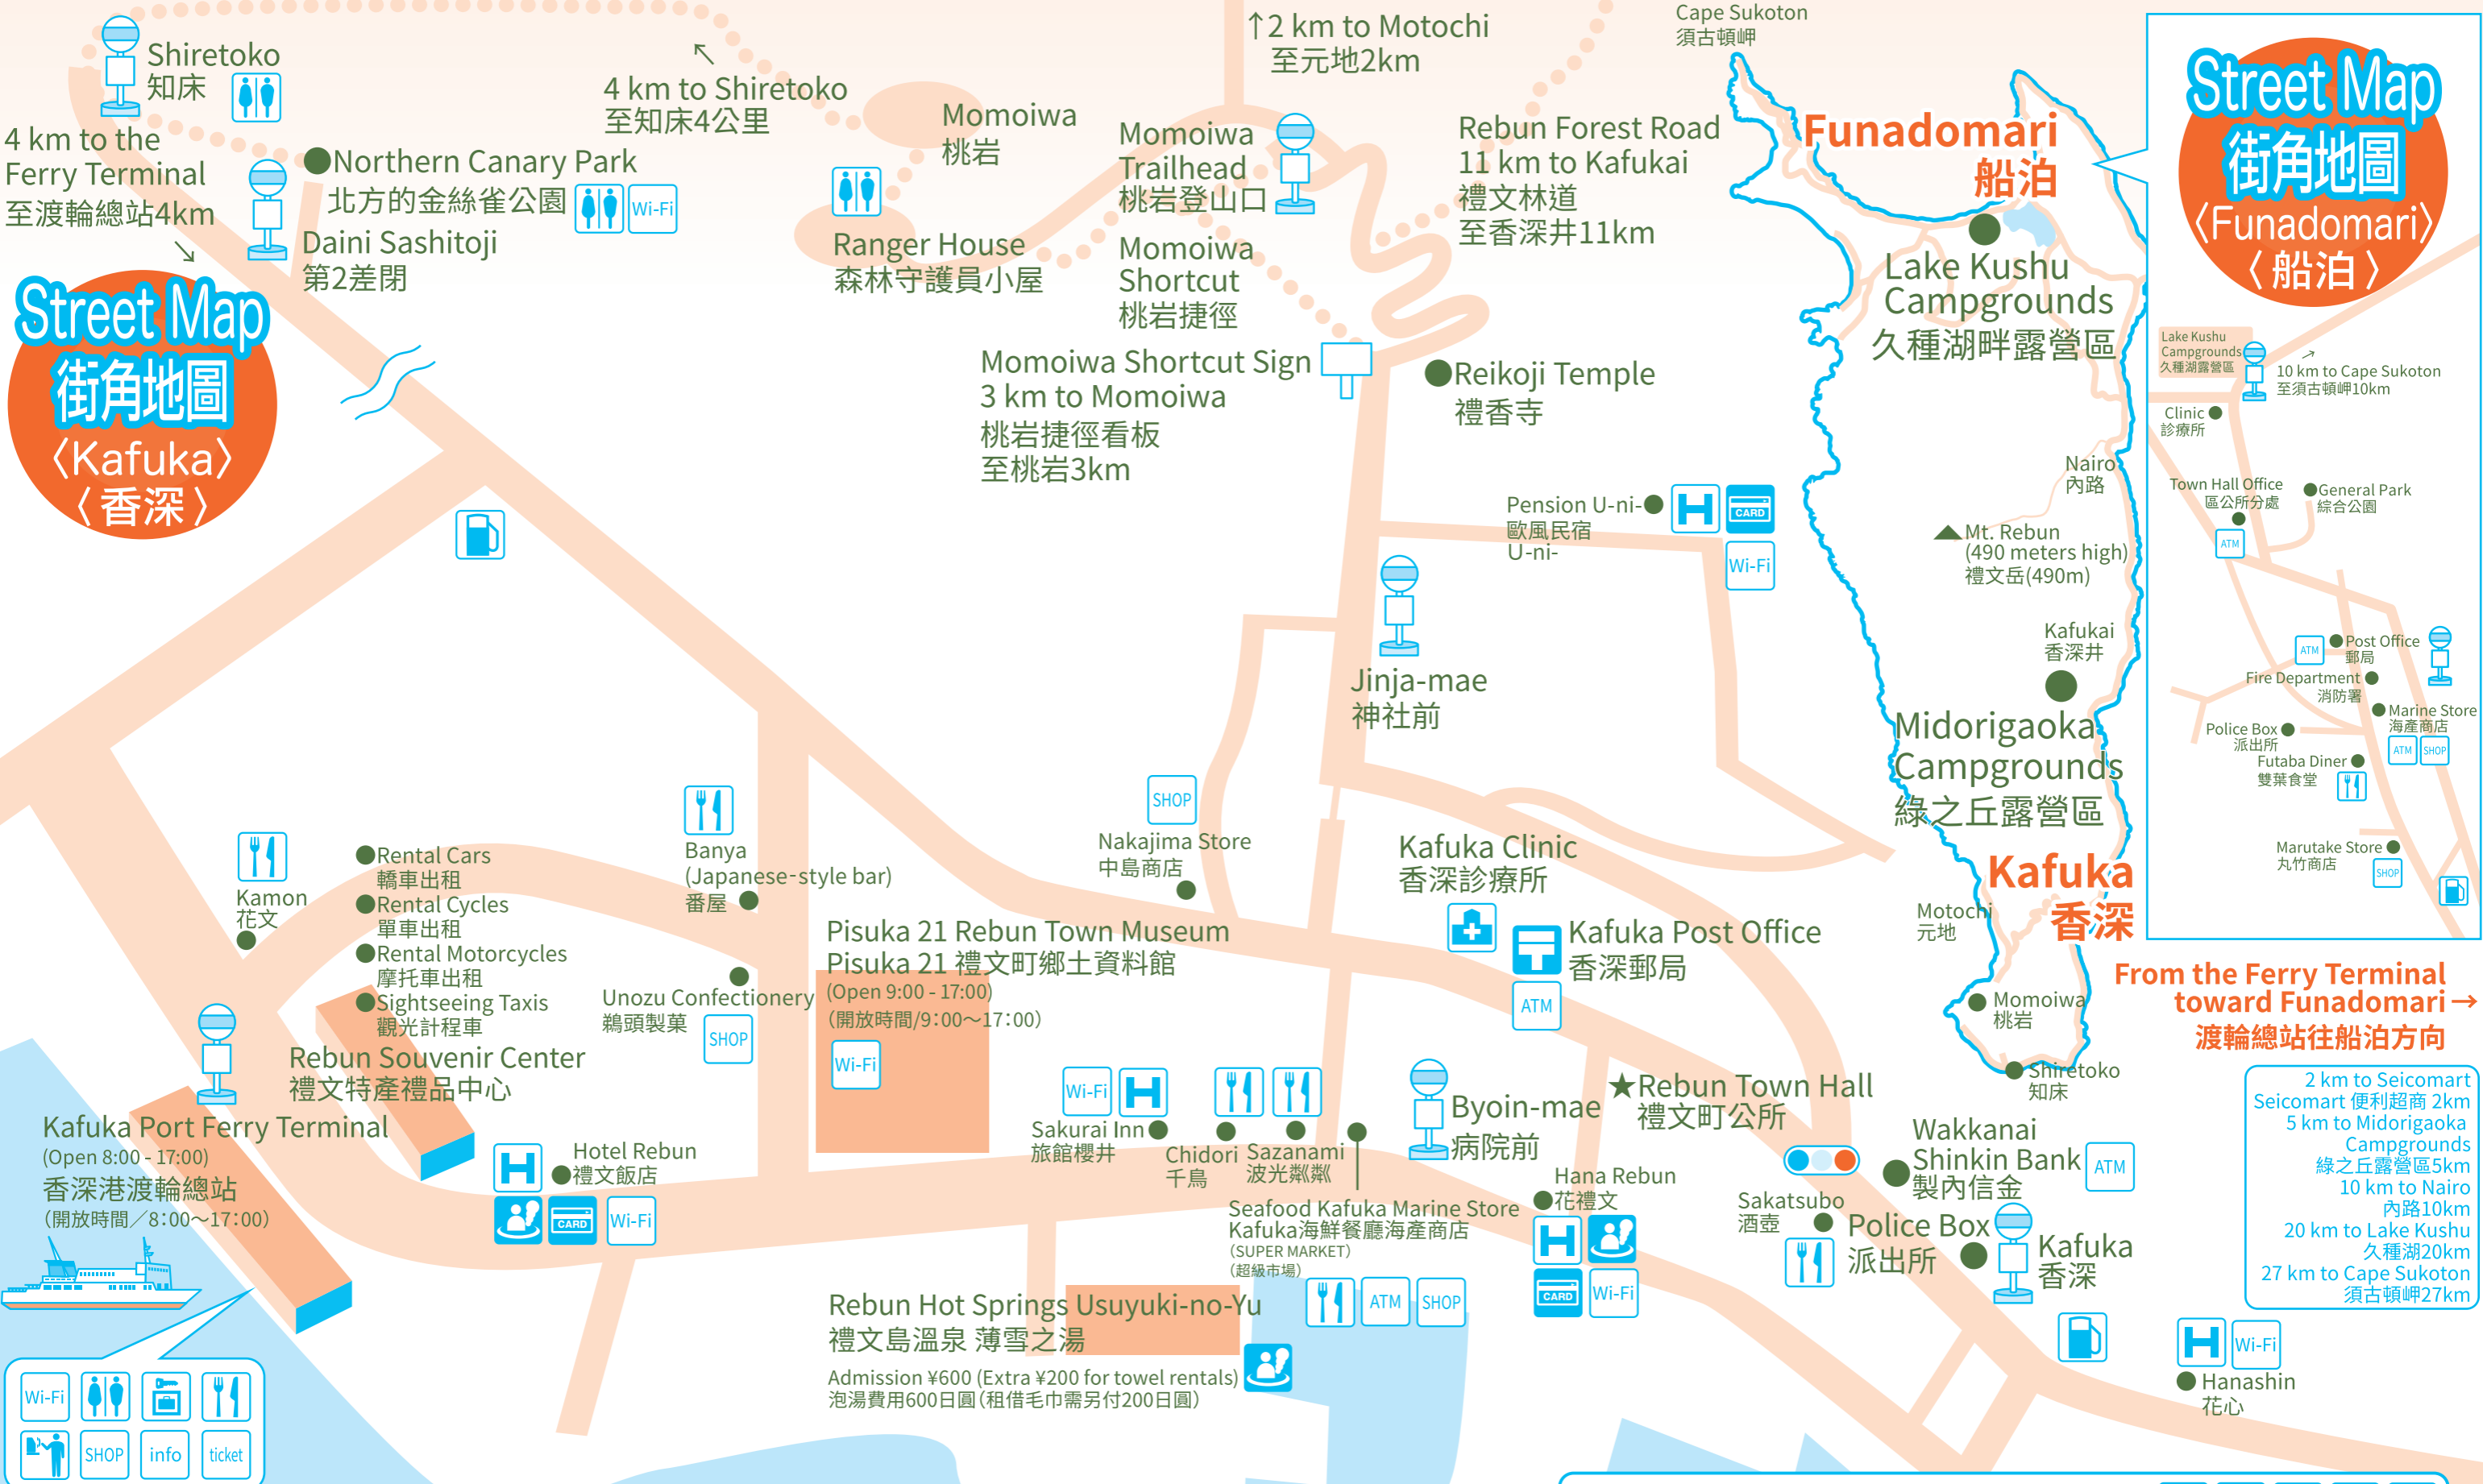 Shiretoko
知床
4 km to the
Ferry Terminal
至渡輪總站4km
↘
Northern Canary Park
北方的金絲雀公園
Wi-Fi
Daini Sashitoji
第2差閉
Street Map
街角地圖
〈Kafuka〉
〈香深〉
↖
4 km to Shiretoko
至知床4公里
Momoiwa
桃岩
Ranger House
森林守護員小屋
↑2 km to Motochi
至元地2km
Momoiwa
Trailhead
桃岩登山口
Momoiwa
Shortcut
桃岩捷徑
Momoiwa Shortcut Sign
3 km to Momoiwa
桃岩捷徑看板
至桃岩3km
Rebun Forest Road
11 km to Kafukai
禮文林道
至香深井11km
Reikoji Temple
禮香寺
Pension U-ni-
歐風民宿
U-ni-
H
CARD
Wi-Fi
Jinja-mae
神社前
Cape Sukoton
須古頓岬
Funadomari
船泊
Lake Kushu
Campgrounds
久種湖畔露營區
Nairo
內路
Mt. Rebun
(490 meters high)
禮文岳(490m)
Kafukai
香深井
Midorigaoka
Campgrounds
綠之丘露營區
Kafuka
香深
Motochi
元地
Momoiwa
桃岩
Shiretoko
知床
Street Map
街角地圖
〈Funadomari〉
〈船泊〉
Lake Kushu
Campgrounds
久種湖露營區
→
10 km to Cape Sukoton
至須古頓岬10km
Clinic
診療所
Town Hall Office
區公所分處
ATM
General Park
綜合公園
ATM
Post Office
郵局
Fire Department
消防署
Marine Store
海產商店
ATM
SHOP
Police Box
派出所
Futaba Diner
雙葉食堂
Marutake Store
丸竹商店
SHOP
From the Ferry Terminal
toward Funadomari→
渡輪總站往船泊方向
2 km to Seicomart
Seicomart 便利超商 2km
5 km to Midorigaoka
Campgrounds
綠之丘露營區5km
10 km to Nairo
內路10km
20 km to Lake Kushu
久種湖20km
27 km to Cape Sukoton
須古頓岬27km
Kamon
花文
Rental Cars
轎車出租
Rental Cycles
單車出租
Rental Motorcycles
摩托車出租
Sightseeing Taxis
觀光計程車
Rebun Souvenir Center
禮文特產禮品中心
Banya
(Japanese-style bar)
番屋
Unozu Confectionery
鵜頭製菓
SHOP
SHOP
Nakajima Store
中島商店
Pisuka 21 Rebun Town Museum
Pisuka 21 禮文町鄉土資料館
(Open 9:00 - 17:00)
（開放時間/9：00～17：00）
Wi-Fi
Kafuka Clinic
香深診療所
Kafuka Post Office
香深郵局
ATM
Kafuka Port Ferry Terminal
(Open 8:00 - 17:00)
香深港渡輪總站
（開放時間／8：00～17：00）
Wi-Fi
SHOP
info
ticket
H
Hotel Rebun
禮文飯店
CARD
Wi-Fi
Wi-Fi
H
Sakurai Inn
旅館櫻井
Chidori
千鳥
Sazanami
波光粼粼
Seafood Kafuka Marine Store
Kafuka海鮮餐廳海產商店
（SUPER MARKET）
（超級市場）
ATM
SHOP
Byoin-mae
病院前
★Rebun Town Hall
禮文町公所
Hana Rebun
花禮文
H
CARD
Wi-Fi
Sakatsubo
酒壺
Wakkanai
Shinkin Bank
製內信金
ATM
Police Box
派出所
Kafuka
香深
H
Wi-Fi
Hanashin
花心
Rebun Hot Springs Usuyuki-no-Yu
禮文島溫泉 薄雪之湯
Admission ¥600 (Extra ¥200 for towel rentals)
泡湯費用600日圓（租借毛巾需另付200日圓）